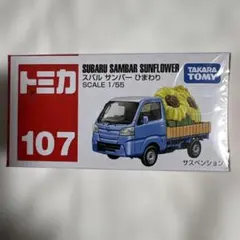 トミカ
107
SUBARU SAMBAR SUNFLOWER
スバル サンバー ひまわり
SCALE 1/55
TAKARA
TOMY
サスペンション